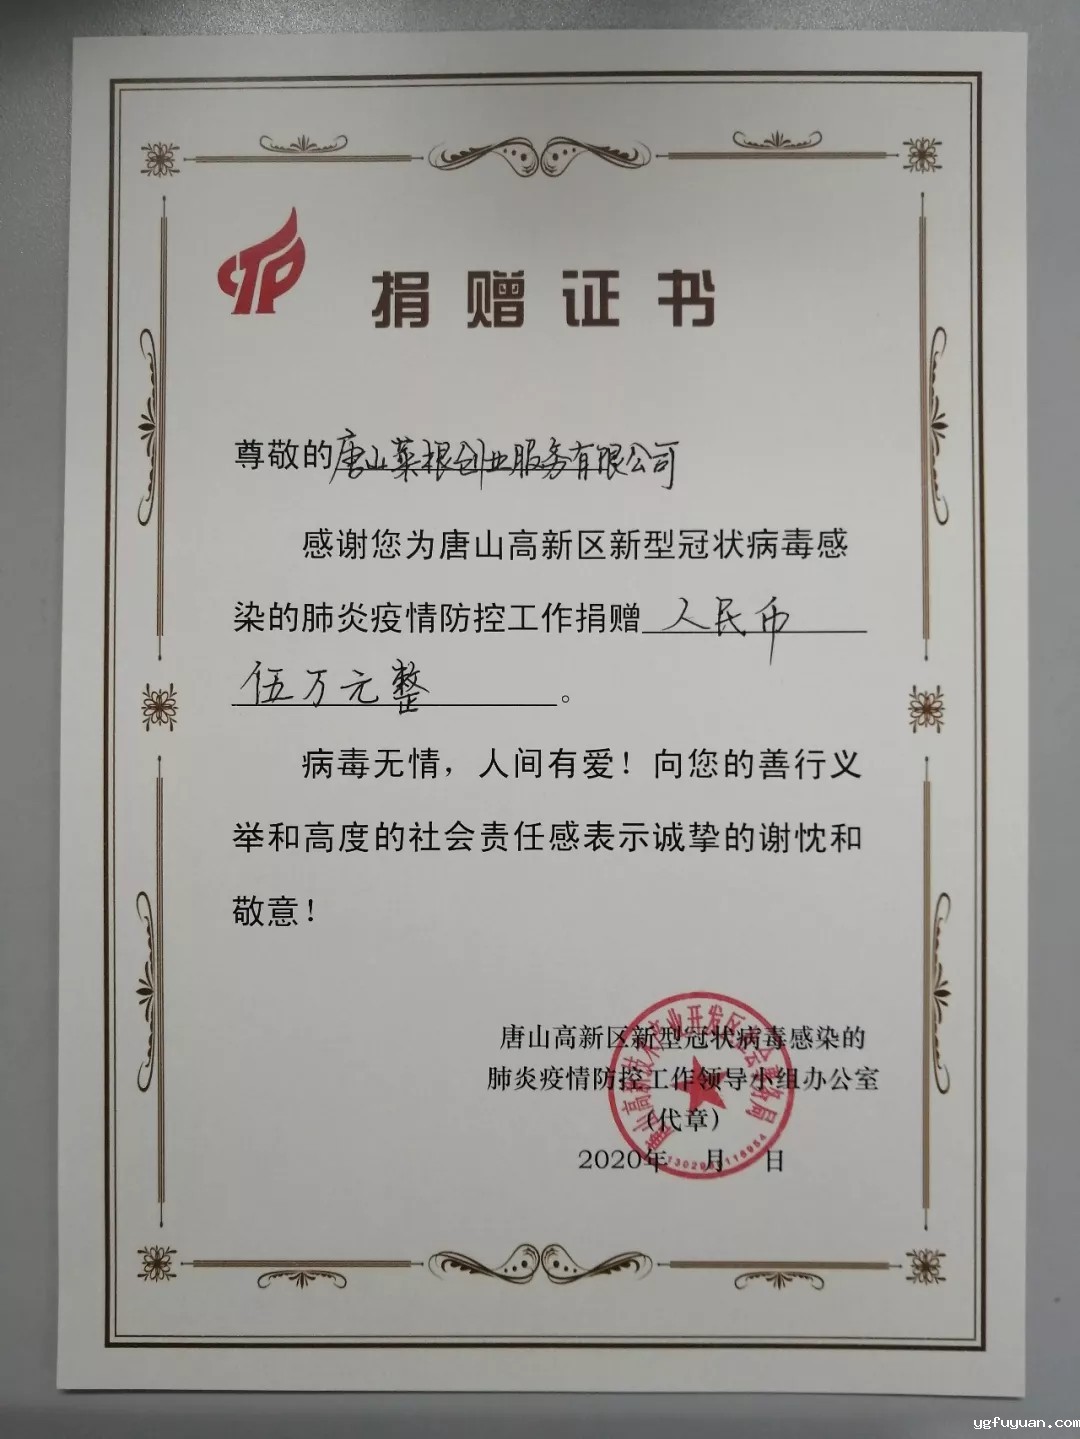 捐赠证书
尊敬的唐山菜根创业服务有限公司
感谢您为唐山高新区新型冠状病毒感
染的肺炎疫情防控工作捐赠 人民币
伍万元整 。
病毒无情，人间有爱！向您的善行义
举和高度的社会责任感表示诚挚的谢忱和
敬意！
唐山高新区新型冠状病毒感染的
肺炎疫情防控工作领导小组办公室
(代章)
2020年 月 日
ygfuyuan.com